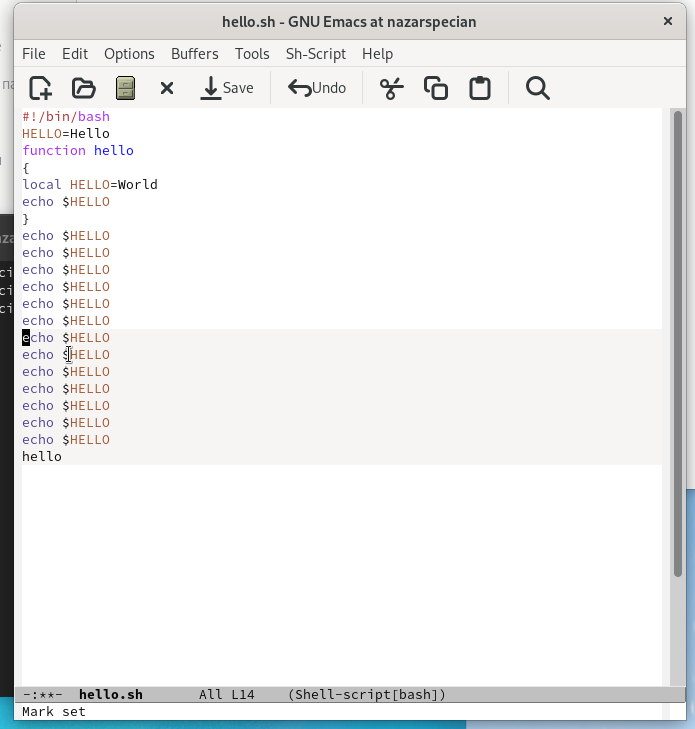 hello.sh - GNU Emacs at nazarspecian
File Edit Options Buffers Tools Sh-Script Help
Save Undo
#!/bin/bash
HELLO=Hello
function hello
{
local HELLO=World
echo $HELLO
}
echo $HELLO
echo $HELLO
echo $HELLO
echo $HELLO
echo $HELLO
echo $HELLO
echo $HELLO
echo $HELLO
echo $HELLO
echo $HELLO
echo $HELLO
echo $HELLO
echo $HELLO
hello
-:**- hello.sh All L14 (Shell-script[bash])
Mark set